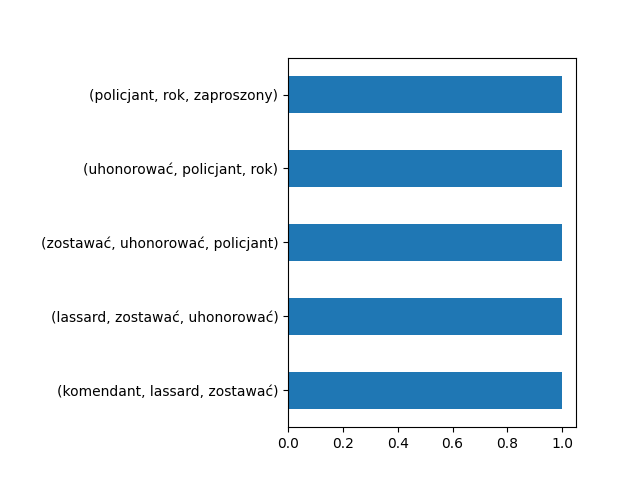 (policjant, rok, zaproszony)
(uhonorować, policjant, rok)
(zostawać, uhonorować, policjant)
(lassard, zostawać, uhonorować)
(komendant, lassard, zostawać)
0.0 0.2 0.4 0.6 0.8 1.0